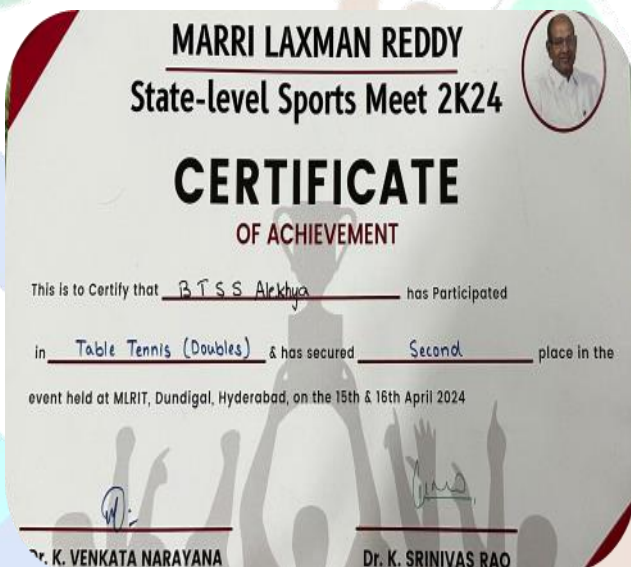 MARRI LAXMAN REDDY
State-level Sports Meet 2K24
CERTIFICATE
OF ACHIEVEMENT
This is to Certify that B T S S Alekhya has Participated
in Table Tennis (Doubles) & has secured Second place in the
event held at MLRIT, Dundigal, Hyderabad, on the 15th & 16th April 2024
Dr. K. VENKATA NARAYANA
Dr. K. SRINIVAS RAO